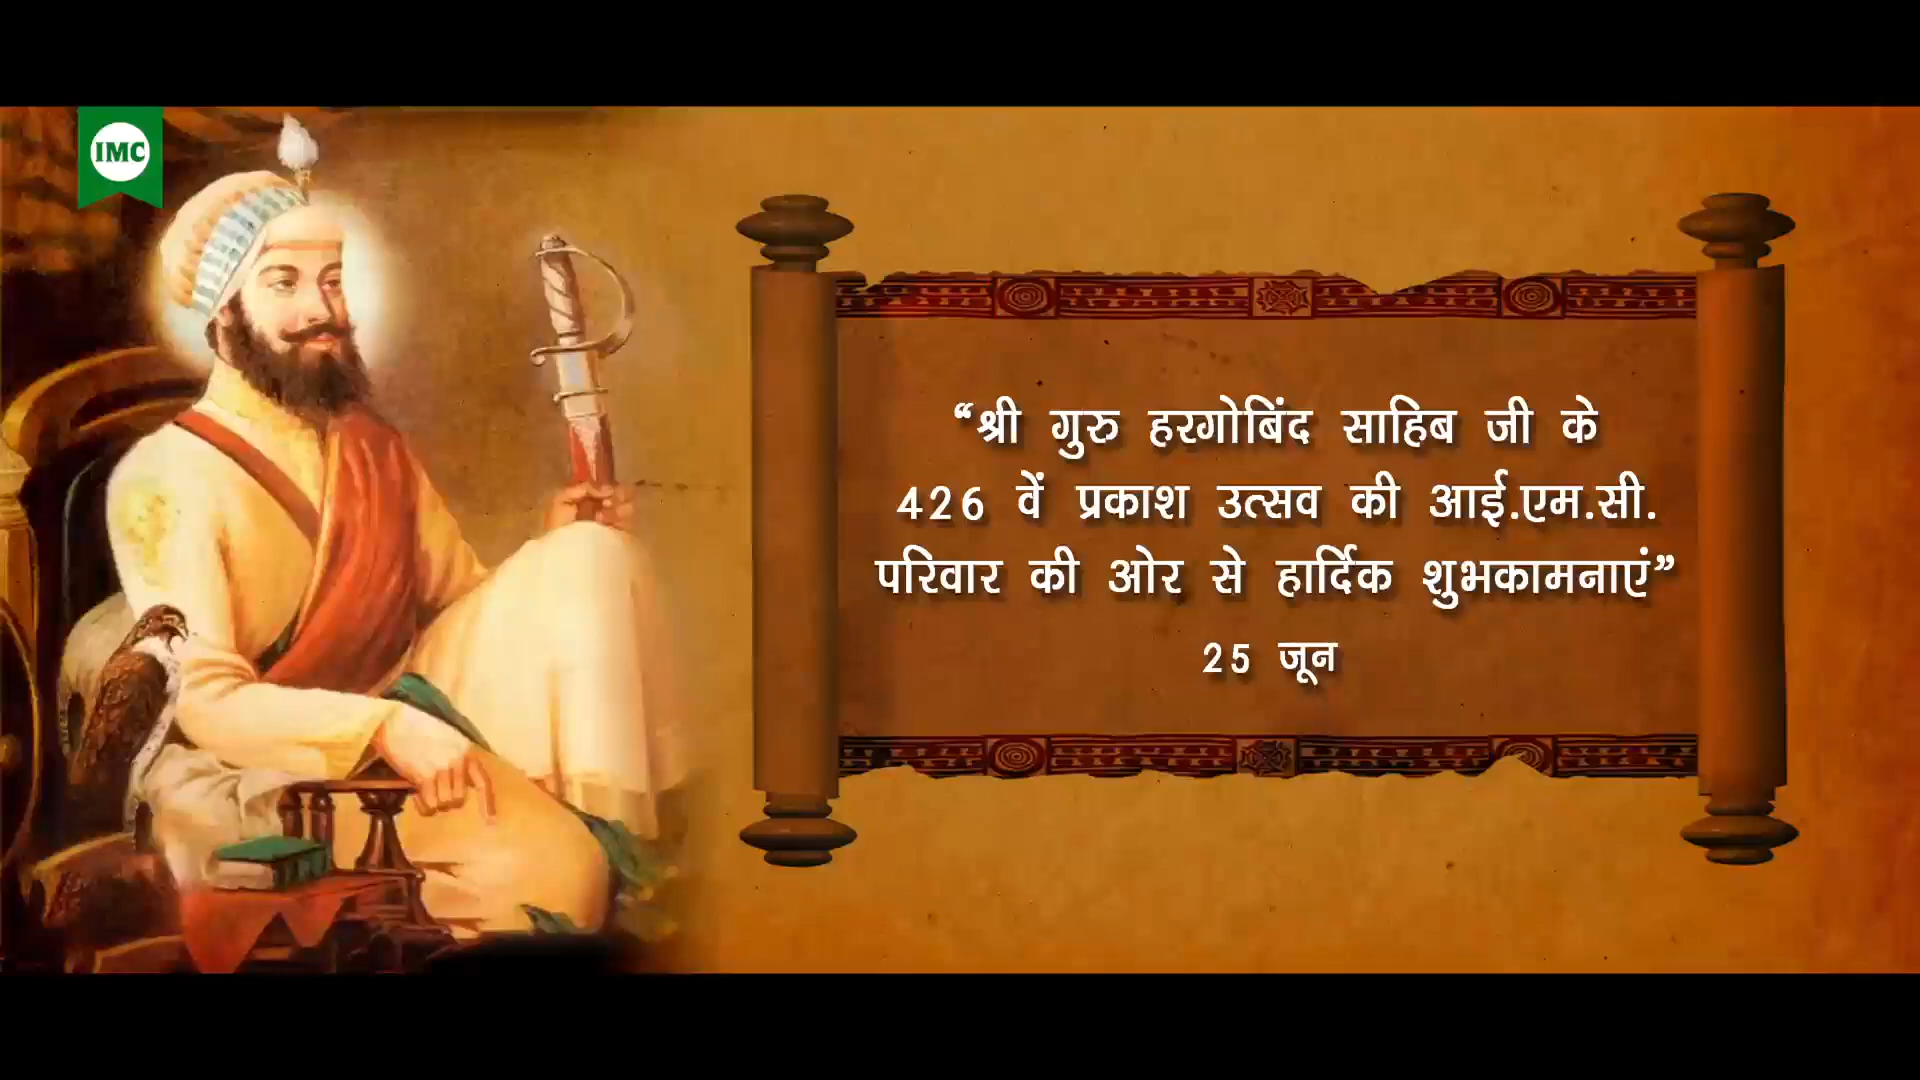 IMC
“श्री गुरु हरगोबिंद साहिब जी के
426 वें प्रकाश उत्सव की आई.एम.सी.
परिवार की ओर से हार्दिक शुभकामनाएं”
25 जून